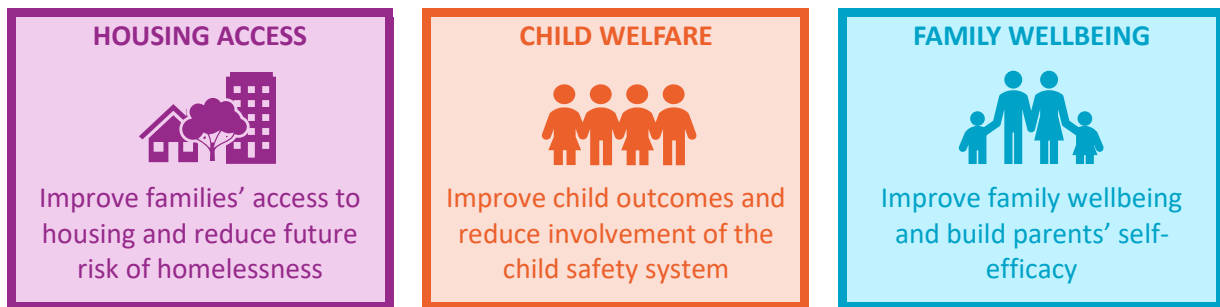 HOUSING ACCESS
Improve families’ access to
housing and reduce future
risk of homelessness
CHILD WELFARE
Improve child outcomes and
reduce involvement of the
child safety system
FAMILY WELLBEING
Improve family wellbeing
and build parents’ self-
efficacy